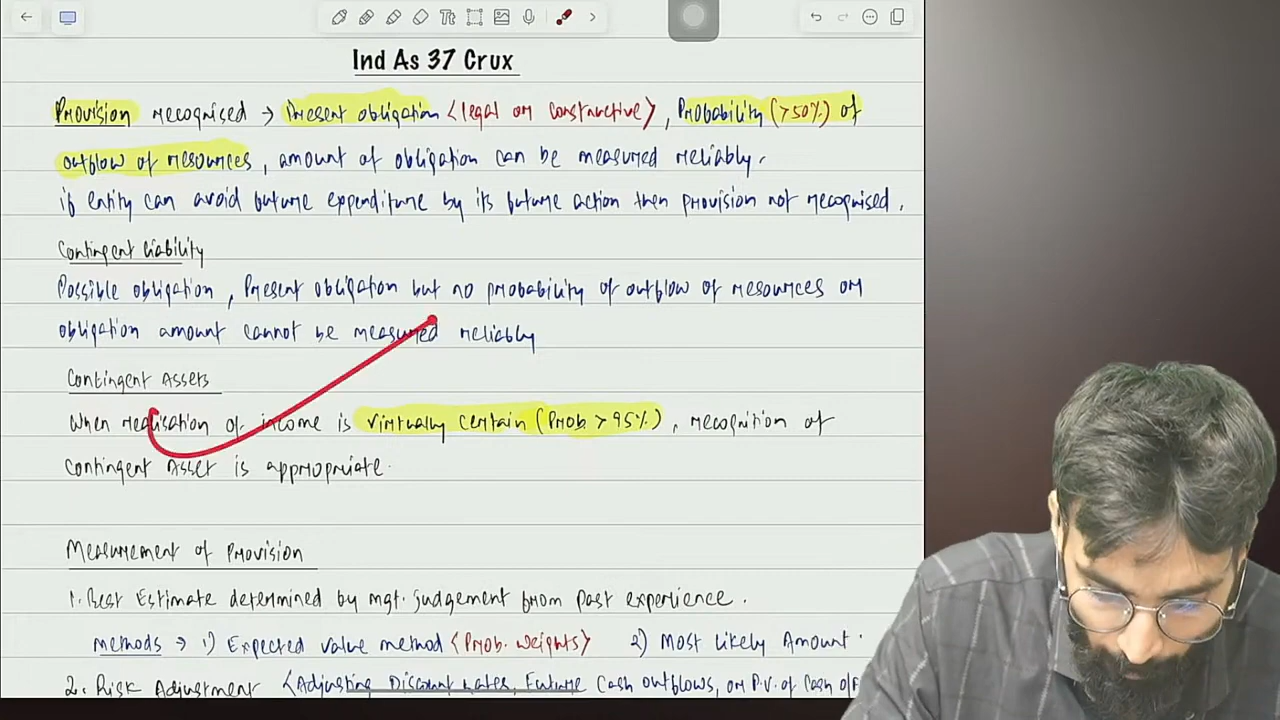 Ind As 37 Crux
Provision recognised → Present obligation <legal or constructive>, Probability (>50%) of
outflow of resources, amount of obligation can be measured reliably.
if entity can avoid future expenditure by its future action then provision not recognised.
Contingent liability
Possible obligation, Present obligation but no probability of outflow of resources or
obligation amount cannot be measured reliably
Contingent Assets
When realisation of income is virtually certain (Prob. > 95%), recognition of
Contingent Asset is appropriate.
Measurement of Provision
1. Best Estimate determined by mgt. judgement from past experience.
Methods → 1) Expected value method <Prob. weights> 2) Most likely Amount.
2. Risk Adjustment <Adjusting Discount rates, Future Cash outflows, or P.V. of Cash o/f